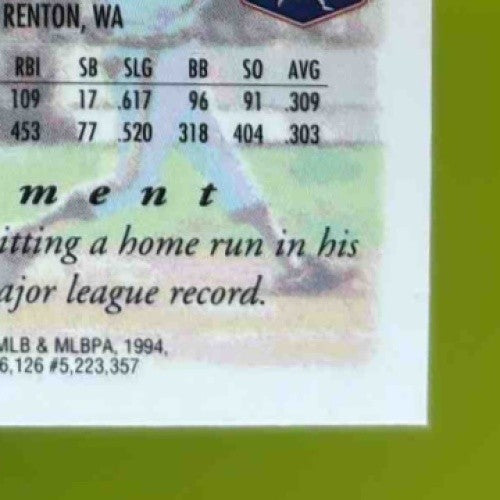 RENTON, WA
RBI SB SLG BB SO AVG
109 17 .617 96 91 .309
453 77 .520 318 404 .303
m e n t
itting a home run in his
ajor league record.
MLB & MLBPA, 1994,
6,126 #5,223,357